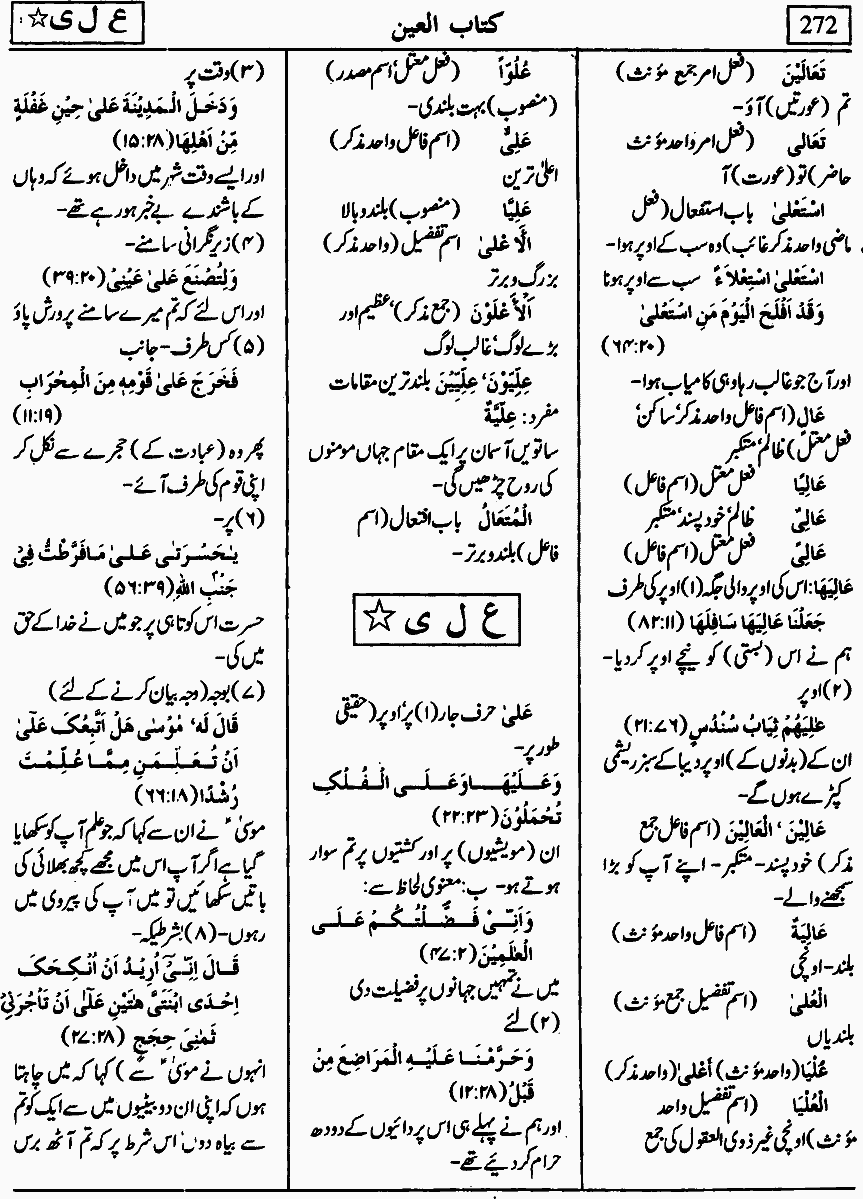 272
کتاب العین
ع ل ی ☆:
تَعَالَیْنَ (فعل امر جمع مؤنث)
تم (عورتیں) آؤ۔
تَعَالی (فعل امر واحد مؤنث
حاضر) تو (عورت) آ
اسْتَعْلیٰ باب استفعال (فعل
ماضی واحد مذکر غائب) وہ سب کے اوپر ہوا۔
اسْتَعْلیٰ اسْتِعْلاَءً سب سے اوپر ہونا
وَقَدْ اَفْلَحَ الْیَوْمَ مَنِ اسْتَعْلیٰ
(۶۴:۲۰)
اور آج جو غالب رہا وہی کامیاب ہوا۔
عَالٍ (اسم فاعل واحد مذکر، ساکن،
فعل معتل) ظالم، متکبر
عَالِیًا فعل معتل (اسم فاعل)
عَالِیٌ ظالم، خود پسند، متکبر
عَالِیٌ فعل معتل (اسم فاعل)
عَالِیَهَا: اس کی اوپر والی جگہ (۱) اوپر کی طرف
جَعَلْنَا عَالِیَهَا سَافِلَهَا (۸۲:۱۱)
ہم نے اس (بستی) کو نیچے اوپر کردیا۔
(۲) اوپر
عٰلِیَهُمْ ثِیَابُ سُنْدُسٍ (۲۱:۷۶)
ان کے (بدنوں کے) اوپر دیبا کے سبز ریشمی
کپڑے ہوں گے۔
عَالِیْنَ، الْعَالِیْنَ (اسم فاعل جمع
مذکر) خود پسند۔ متکبر۔ اپنے آپ کو بڑا
سمجھنے والے۔
عَالِیَةٌ (اسم فاعل واحد مؤنث)
بلند۔ اونچی
الْعُلیٰ (اسم تفضیل جمع مؤنث)
بلندیاں
عُلْیَا (واحد مؤنث) أَعْلیٰ (واحد مذکر)
الْعُلْیَا (اسم تفضیل واحد
مؤنث) اونچی غیر ذوی العقول کی جمع
عُلُوّاً (فعل معتل، اسم مصدر)
(منصوب) بہت بلندی۔
عَلِیٌّ (اسم فاعل واحد مذکر)
اعلیٰ ترین
عَلِیًّا (منصوب) بلند و بالا
الْاَعْلیٰ اسم تفضیل (واحد مذکر)
بزرگ و برتر
اَلْاَعْلَوْنَ (جمع مذکر)، عظیم اور
بڑے لوگ، غالب لوگ
عِلِّیّوْنَ، عِلِّیِّیْنَ بلند ترین مقامات
مفرد: عِلِّیَّةٌ
ساتویں آسمان پر ایک مقام جہاں مومنوں
کی روح چڑھیں گی۔
الْمُتَعَالُ باب افتعال (اسم
فاعل) بلند و برتر۔
ع ل ی ☆
عَلیٰ حرف جار (۱) پر، اوپر (حقیقی
طور پر۔
وَعَلَیْهَا وَعَلَی الْفُلْکِ
تُحْمَلُوْنَ (۲۲:۲۳)
ان (مویشیوں) پر اور کشتیوں پر تم سوار
ہوتے ہو۔ ب: معنوی لحاظ سے:
وَاَنِّیْ فَضَّلْتُکُمْ عَلَی
الْعٰلَمِیْنَ (۴۷:۲)
میں نے تمہیں جہانوں پر فضیلت دی
(۲) لئے
وَحَرَّمْنَا عَلَیْهِ الْمَرَاضِعَ مِنْ
قَبْلُ (۱۲:۲۸)
اور ہم نے پہلے ہی اس پر دائیوں کے دودھ
حرام کردیئے تھے۔
(۳) وقت پر
وَدَخَلَ الْمَدِیْنَةَ عَلیٰ حِیْنِ غَفْلَةٍ
مِّنْ اَهْلِهَا (۱۵:۲۸)
اور ایسے وقت شہر میں داخل ہوئے کہ وہاں
کے باشندے بے خبر ہو رہے تھے۔
(۴) زیر نگرانی سامنے۔
وَلِتُصْنَعَ عَلیٰ عَیْنِیْ (۳۹:۲۰)
اور اس لئے کہ تم میرے سامنے پرورش پاؤ
(۵) کس طرف۔ جانب
فَخَرَجَ عَلیٰ قَوْمِهٖ مِنَ الْمِحْرَابِ
(۱۱:۱۹)
پھر وہ (عبادت کے) حجرے سے نکل کر
اپنی قوم کی طرف آئے۔
(۶) پر۔
یٰحَسْرَتٰی عَلیٰ مَا فَرَّطْتُ فِیْ
جَنْبِ اللّٰهِ (۵۶:۳۹)
حسرت اس کوتاہی پر جو میں نے خدا کے حق
میں کی۔
(۷) بوجہ (وجہ بیان کرنے کے لئے)
قَالَ لَهٗ مُوْسٰی هَلْ اَتَّبِعُکَ عَلٰٓی
اَنْ تُعَلِّمَنِ مِمَّا عُلِّمْتَ
رُشْدًا (۶۶:۱۸)
موسیٰؑ نے ان سے کہا کہ جو علم آپ کو سکھایا
گیا ہے اگر آپ اس میں مجھے کچھ بھلائی کی
باتیں سکھائیں تو میں آپ کی پیروی میں
رہوں۔ (۸) بشرطیکہ۔
قَالَ اِنِّیْٓ اُرِیْدُ اَنْ اُنْکِحَکَ
اِحْدَی ابْنَتَیَّ هٰتَیْنِ عَلٰٓی اَنْ تَاْجُرَنِیْ
ثَمٰنِیَ حِجَجٍ (۲۷:۲۸)
انہوں نے موسیٰؑ سے) کہا کہ میں چاہتا
ہوں کہ اپنی ان دو بیٹیوں میں سے ایک کو تم
سے بیاہ دوں، اس شرط پر کہ تم آٹھ برس